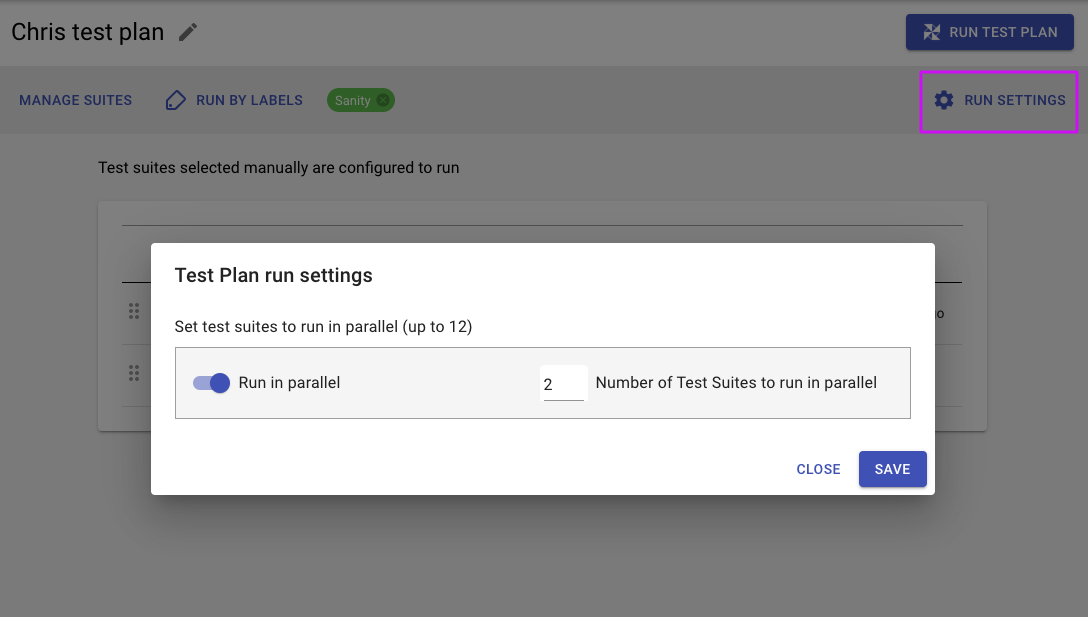 Chris test plan
RUN TEST PLAN
MANAGE SUITES
RUN BY LABELS
Sanity
RUN SETTINGS
Test suites selected manually are configured to run
Test Plan run settings
Set test suites to run in parallel (up to 12)
Run in parallel
2
Number of Test Suites to run in parallel
CLOSE
SAVE